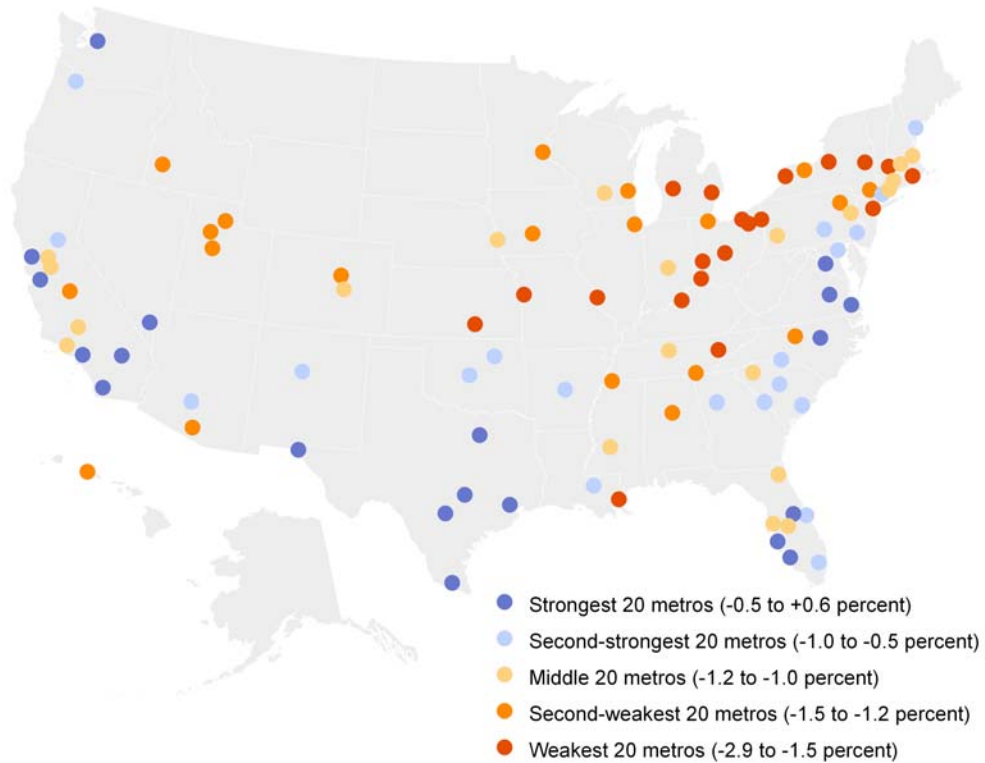 Strongest 20 metros (-0.5 to +0.6 percent)
Second-strongest 20 metros (-1.0 to -0.5 percent)
Middle 20 metros (-1.2 to -1.0 percent)
Second-weakest 20 metros (-1.5 to -1.2 percent)
Weakest 20 metros (-2.9 to -1.5 percent)